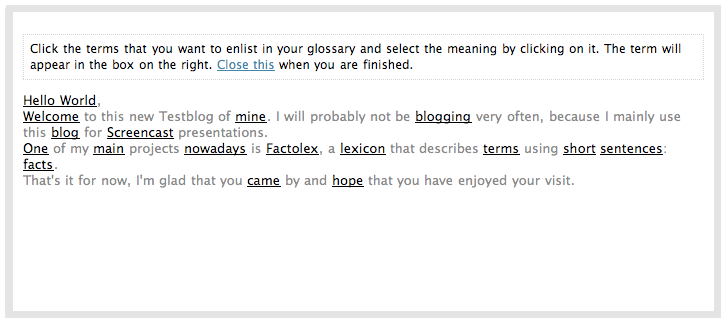 Click the terms that you want to enlist in your glossary and select the meaning by clicking on it. The term will
appear in the box on the right. Close this when you are finished.
Hello World,
Welcome to this new Testblog of mine. I will probably not be blogging very often, because I mainly use
this blog for Screencast presentations.
One of my main projects nowadays is Factolex, a lexicon that describes terms using short sentences:
facts.
That's it for now, I'm glad that you came by and hope that you have enjoyed your visit.